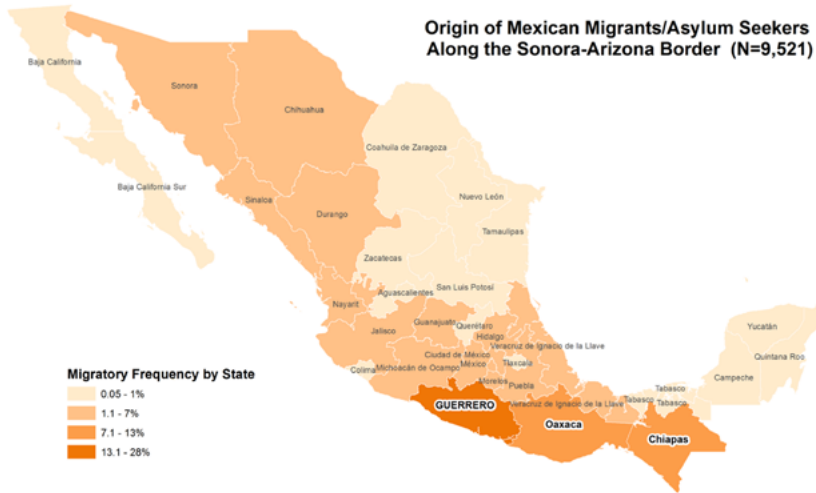 Origin of Mexican Migrants/Asylum Seekers
Along the Sonora-Arizona Border (N=9,521)
Baja California
Sonora
Chihuahua
Coahuila de Zaragoza
Baja California Sur
Sinaloa
Nuevo León
Durango
Tamaulipas
Zacatecas
San Luis Potosí
Aguascalientes
Nayarit
Guanajuato
Querétaro
Jalisco
Hidalgo
Yucatán
Veracruz de Ignacio de la Llave
Quintana Roo
Ciudad de México
Tlaxcala
Colima
Michoacán de Ocampo
México
Campeche
Morelos
Puebla
Tabasco
Tabasco
Tabasco
GUERRERO
Veracruz de Ignacio de la Llave
Oaxaca
Chiapas
Migratory Frequency by State
0.05 - 1%
1.1 - 7%
7.1 - 13%
13.1 - 28%